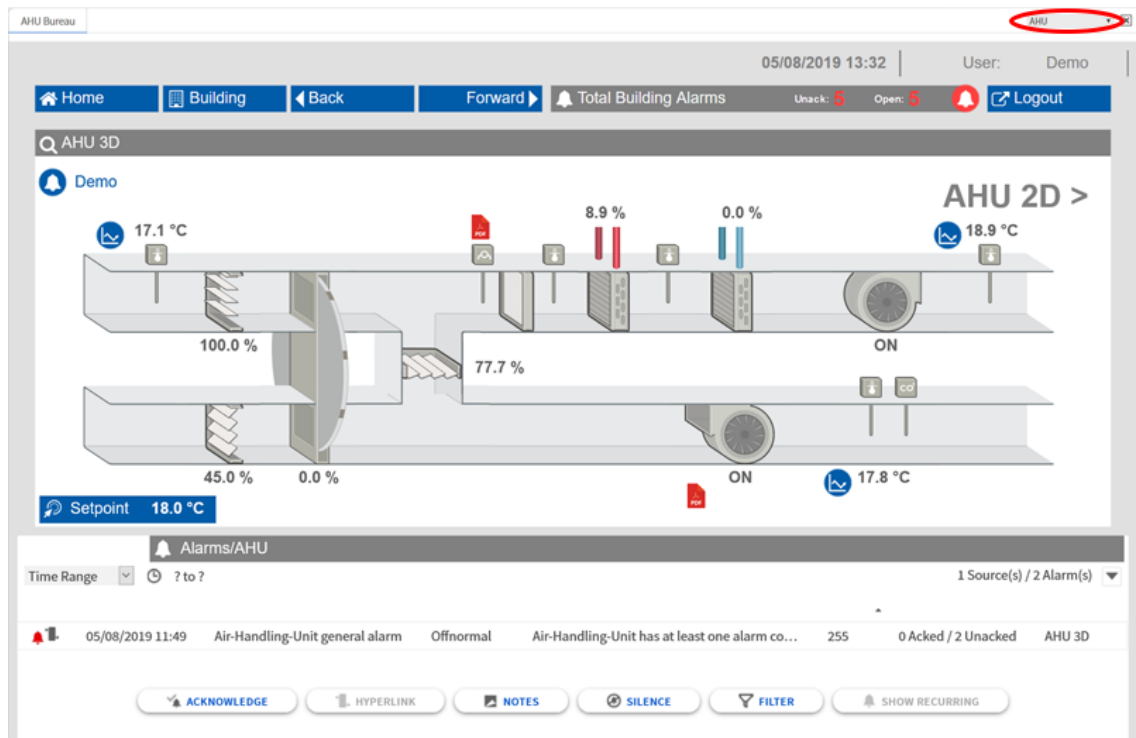 AHU Bureau
AHU
05/08/2019 13:32
User:
Demo
Home
Building
Back
Forward
Total Building Alarms
Unack: 5
Open: 5
Logout
AHU 3D
Demo
AHU 2D >
17.1 °C
PDF
8.9 %
0.0 %
18.9 °C
100.0 %
77.7 %
ON
CO
45.0 %
0.0 %
ON
PDF
17.8 °C
Setpoint 18.0 °C
Alarms/AHU
Time Range
? to ?
1 Source(s) / 2 Alarm(s)
05/08/2019 11:49 Air-Handling-Unit general alarm Offnormal Air-Handling-Unit has at least one alarm co... 255 0 Acked / 2 Unacked AHU 3D
ACKNOWLEDGE
HYPERLINK
NOTES
SILENCE
FILTER
SHOW RECURRING